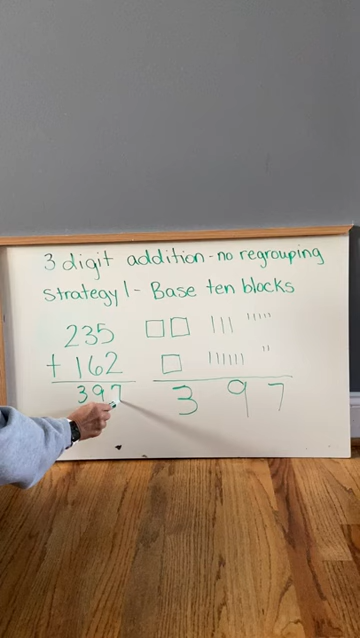 3 digit addition - no regrouping
strategy 1 - Base ten blocks
235
+ 162
397
3 9 7